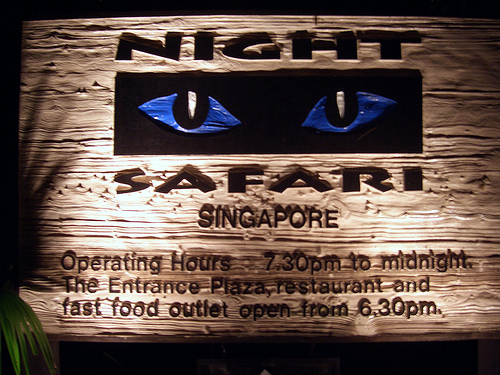 NIGHT
SAFARI
SINGAPORE
Operating Hours : 7.30pm to midnight.
The Entrance Plaza, restaurant and
fast food outlet open from 6.30pm.